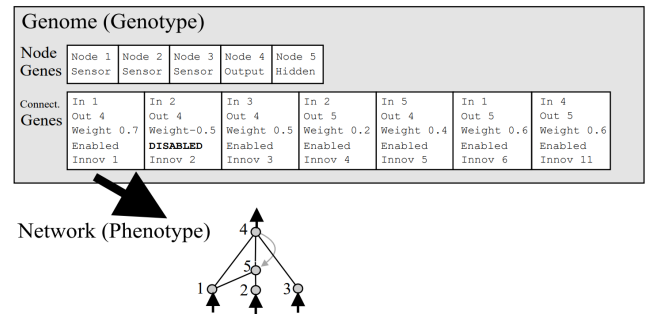 Genome (Genotype)
Node Genes
Node 1 Sensor
Node 2 Sensor
Node 3 Sensor
Node 4 Output
Node 5 Hidden
Connect. Genes
In 1
Out 4
Weight 0.7
Enabled
Innov 1
In 2
Out 4
Weight-0.5
DISABLED
Innov 2
In 3
Out 4
Weight 0.5
Enabled
Innov 3
In 2
Out 5
Weight 0.2
Enabled
Innov 4
In 5
Out 4
Weight 0.4
Enabled
Innov 5
In 1
Out 5
Weight 0.6
Enabled
Innov 6
In 4
Out 5
Weight 0.6
Enabled
Innov 11
Network (Phenotype)
4
5
1
2
3